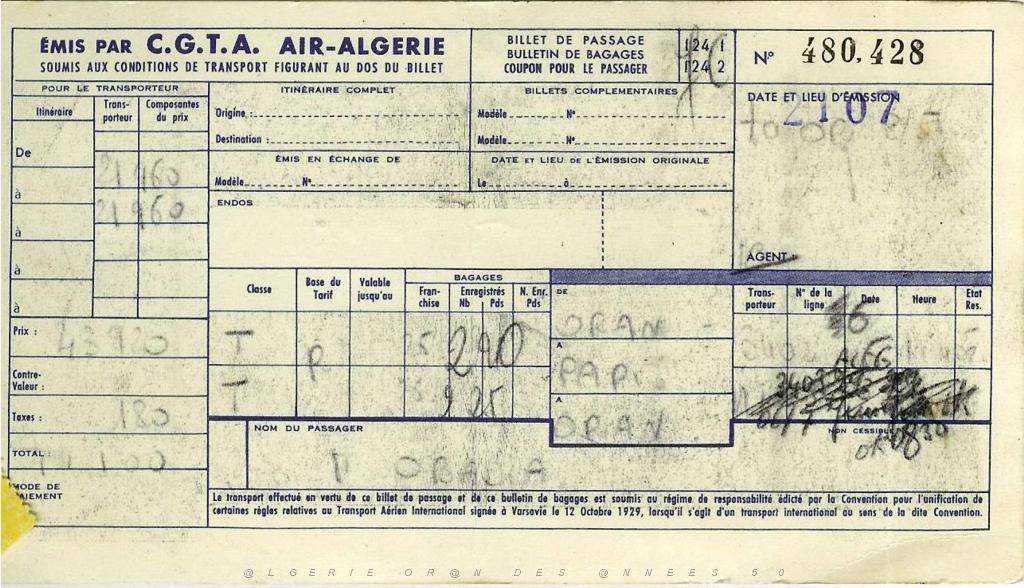 ÉMIS PAR C.G.T.A. AIR-ALGERIE
SOUMIS AUX CONDITIONS DE TRANSPORT FIGURANT AU DOS DU BILLET
BILLET DE PASSAGE
BULLETIN DE BAGAGES
COUPON POUR LE PASSAGER
124 1
124 2
N° 480,428
POUR LE TRANSPORTEUR
Itinéraire
Trans-porteur
Composantes du prix
De
à
à
à
à
21 960
21 960
Prix : 43920
Contre-Valeur :
Taxes : 180
TOTAL :
MODE DE
PAIEMENT
ITINÉRAIRE COMPLET
Origine :
Destination :
BILLETS COMPLEMENTAIRES
Modèle N°
Modèle N°
ÉMIS EN ÉCHANGE DE
Modèle N°
DATE ET LIEU DE L'ÉMISSION ORIGINALE
Le à
DATE ET LIEU D'ÉMISSION
2107
AGENT :
ENDOS
Classe
Base du Tarif
Valable jusqu'au
BAGAGES
Fran-chise
Enregistrés
Nb Pds
N. Enr. Pds
T
T
DE
ORAN
A
A
ORAN
Trans-porteur
N° de la ligne
Date
Heure
Etat Res.
NON CESSIBLE
NOM DU PASSAGER
Le transport effectué en vertu de ce billet de passage et de ce bulletin de bagages est soumis au régime de responsabilité édicté par la Convention pour l'unification de
certaines règles relatives au Transport Aérien International signée à Varsovie le 12 Octobre 1929, lorsqu'il s'agit d'un transport international au sens de la dite Convention.
@LGERIE OR@N DES @NNEES 50